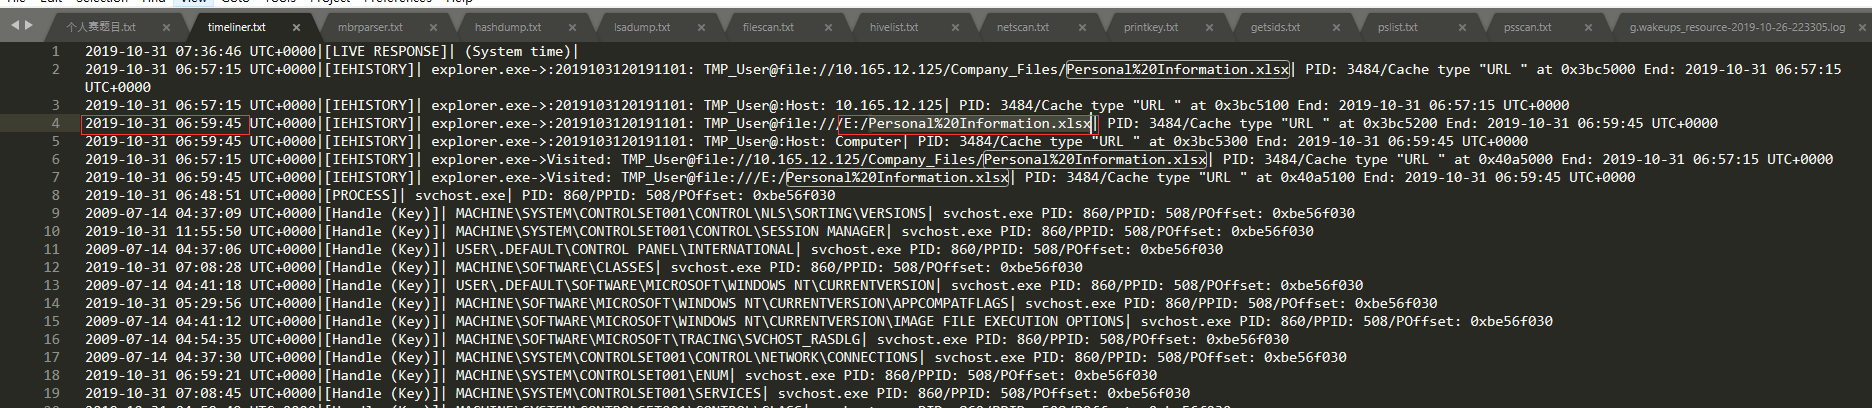 File Edit Selection Find View Goto Tools Project Preferences Help
个人赛题目.txt timeliner.txt mbrparser.txt hashdump.txt lsadump.txt filescan.txt hivelist.txt netscan.txt printkey.txt getsids.txt pslist.txt psscan.txt g.wakeups_resource-2019-10-26-223305.log
1 2019-10-31 07:36:46 UTC+0000|[LIVE RESPONSE]| (System time)|
2 2019-10-31 06:57:15 UTC+0000|[IEHISTORY]| explorer.exe->:2019103120191101: TMP_User@file://10.165.12.125/Company_Files/Personal%20Information.xlsx| PID: 3484/Cache type "URL " at 0x3bc5000 End: 2019-10-31 06:57:15
UTC+0000
3 2019-10-31 06:57:15 UTC+0000|[IEHISTORY]| explorer.exe->:2019103120191101: TMP_User@:Host: 10.165.12.125| PID: 3484/Cache type "URL " at 0x3bc5100 End: 2019-10-31 06:57:15 UTC+0000
4 2019-10-31 06:59:45 UTC+0000|[IEHISTORY]| explorer.exe->:2019103120191101: TMP_User@file:///E:/Personal%20Information.xlsx| PID: 3484/Cache type "URL " at 0x3bc5200 End: 2019-10-31 06:59:45 UTC+0000
5 2019-10-31 06:59:45 UTC+0000|[IEHISTORY]| explorer.exe->:2019103120191101: TMP_User@:Host: Computer| PID: 3484/Cache type "URL " at 0x3bc5300 End: 2019-10-31 06:59:45 UTC+0000
6 2019-10-31 06:57:15 UTC+0000|[IEHISTORY]| explorer.exe->Visited: TMP_User@file://10.165.12.125/Company_Files/Personal%20Information.xlsx| PID: 3484/Cache type "URL " at 0x40a5000 End: 2019-10-31 06:57:15 UTC+0000
7 2019-10-31 06:59:45 UTC+0000|[IEHISTORY]| explorer.exe->Visited: TMP_User@file:///E:/Personal%20Information.xlsx| PID: 3484/Cache type "URL " at 0x40a5100 End: 2019-10-31 06:59:45 UTC+0000
8 2019-10-31 06:48:51 UTC+0000|[PROCESS]| svchost.exe| PID: 860/PPID: 508/POffset: 0xbe56f030
9 2009-07-14 04:37:09 UTC+0000|[Handle (Key)]| MACHINE\SYSTEM\CONTROLSET001\CONTROL\NLS\SORTING\VERSIONS| svchost.exe PID: 860/PPID: 508/POffset: 0xbe56f030
10 2019-10-31 11:55:50 UTC+0000|[Handle (Key)]| MACHINE\SYSTEM\CONTROLSET001\CONTROL\SESSION MANAGER| svchost.exe PID: 860/PPID: 508/POffset: 0xbe56f030
11 2009-07-14 04:37:06 UTC+0000|[Handle (Key)]| USER\.DEFAULT\CONTROL PANEL\INTERNATIONAL| svchost.exe PID: 860/PPID: 508/POffset: 0xbe56f030
12 2019-10-31 07:08:28 UTC+0000|[Handle (Key)]| MACHINE\SOFTWARE\CLASSES| svchost.exe PID: 860/PPID: 508/POffset: 0xbe56f030
13 2009-07-14 04:41:18 UTC+0000|[Handle (Key)]| USER\.DEFAULT\SOFTWARE\MICROSOFT\WINDOWS NT\CURRENTVERSION| svchost.exe PID: 860/PPID: 508/POffset: 0xbe56f030
14 2019-10-31 05:29:56 UTC+0000|[Handle (Key)]| MACHINE\SOFTWARE\MICROSOFT\WINDOWS NT\CURRENTVERSION\APPCOMPATFLAGS| svchost.exe PID: 860/PPID: 508/POffset: 0xbe56f030
15 2009-07-14 04:41:12 UTC+0000|[Handle (Key)]| MACHINE\SOFTWARE\MICROSOFT\WINDOWS NT\CURRENTVERSION\IMAGE FILE EXECUTION OPTIONS| svchost.exe PID: 860/PPID: 508/POffset: 0xbe56f030
16 2009-07-14 04:54:35 UTC+0000|[Handle (Key)]| MACHINE\SOFTWARE\MICROSOFT\TRACING\SVCHOST_RASDLG| svchost.exe PID: 860/PPID: 508/POffset: 0xbe56f030
17 2009-07-14 04:37:30 UTC+0000|[Handle (Key)]| MACHINE\SYSTEM\CONTROLSET001\CONTROL\NETWORK\CONNECTIONS| svchost.exe PID: 860/PPID: 508/POffset: 0xbe56f030
18 2019-10-31 06:59:21 UTC+0000|[Handle (Key)]| MACHINE\SYSTEM\CONTROLSET001\ENUM| svchost.exe PID: 860/PPID: 508/POffset: 0xbe56f030
19 2019-10-31 07:08:45 UTC+0000|[Handle (Key)]| MACHINE\SYSTEM\CONTROLSET001\SERVICES| svchost.exe PID: 860/PPID: 508/POffset: 0xbe56f030